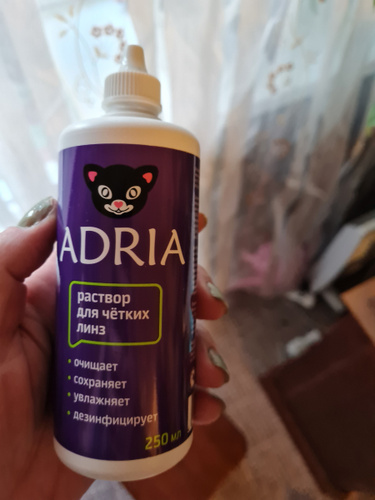 ADRIA
раствор
для чётких
линз
• очищает
• сохраняет
• увлажняет
• дезинфицирует
250 мл